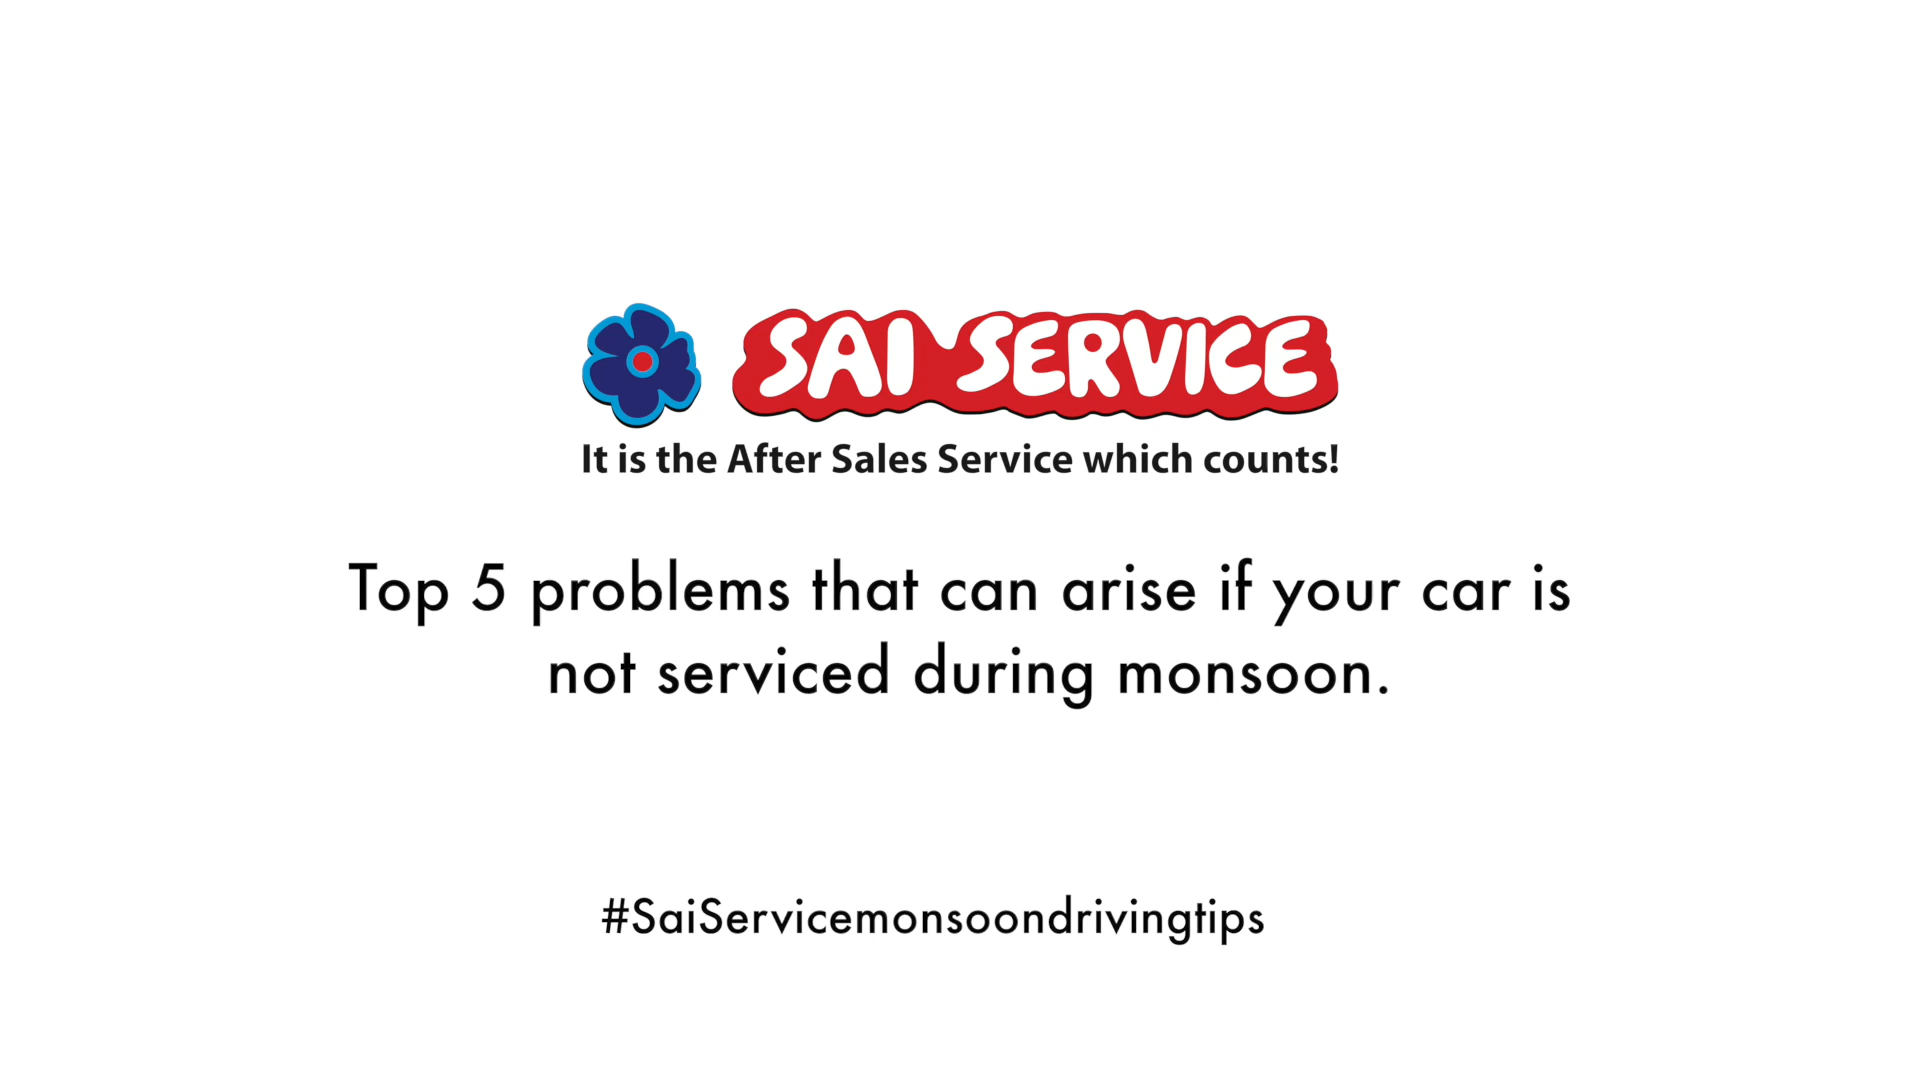 SAI SERVICE
It is the After Sales Service which counts!
Top 5 problems that can arise if your car is
not serviced during monsoon.
#SaiServicemonsoondrivingtips